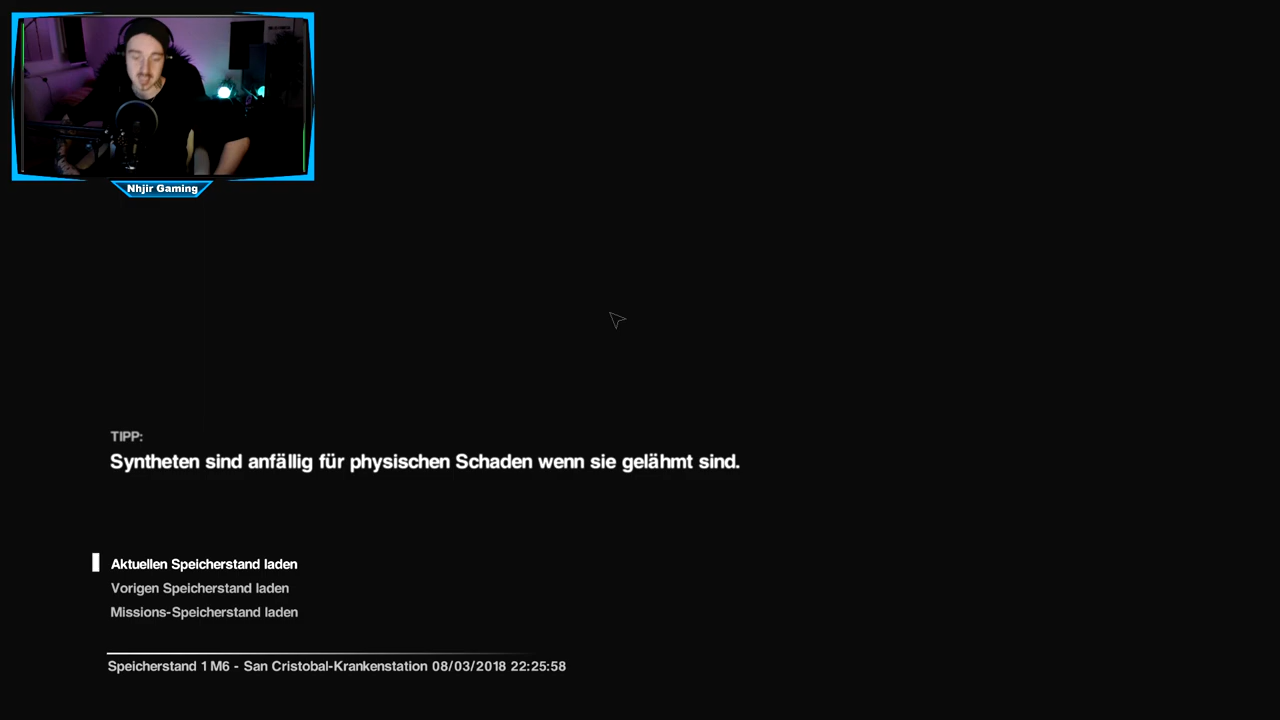 Nhjir Gaming
TIPP:
Syntheten sind anfällig für physischen Schaden wenn sie gelähmt sind.
Aktuellen Speicherstand laden
Vorigen Speicherstand laden
Missions-Speicherstand laden
Speicherstand 1 M6 - San Cristobal-Krankenstation 08/03/2018 22:25:58